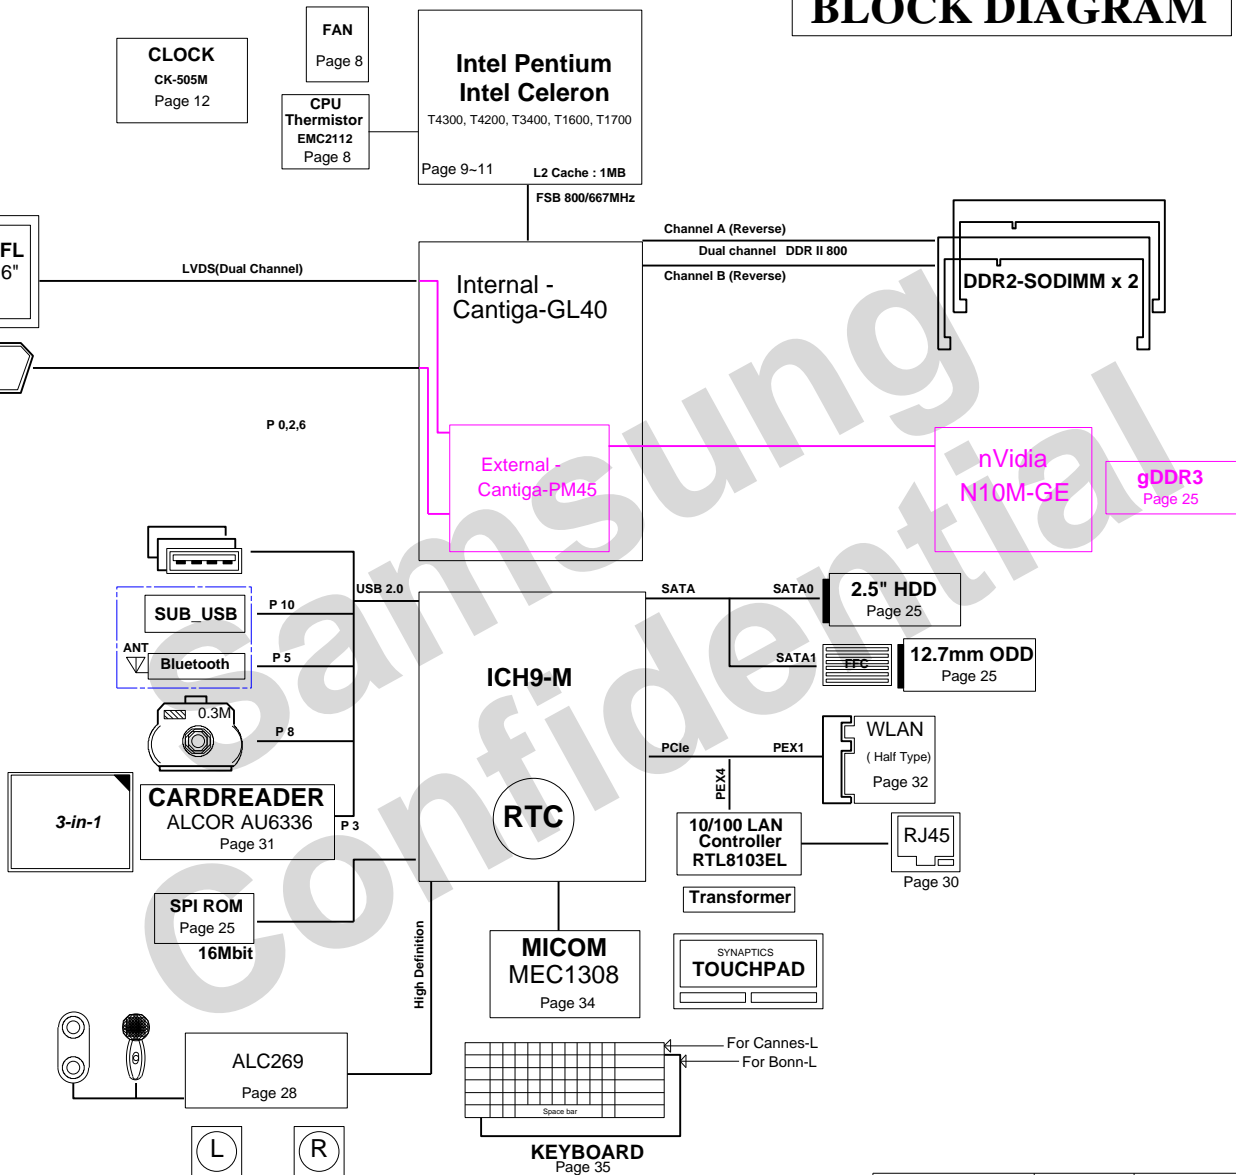 BLOCK DIAGRAM
FAN
Page 8
CLOCK
CK-505M
Page 12
CPU
Thermistor
EMC2112
Page 8
Intel Pentium
Intel Celeron
T4300, T4200, T3400, T1600, T1700
Page 9~11
L2 Cache : 1MB
FSB 800/667MHz
FL
6"
LVDS(Dual Channel)
Internal -
Cantiga-GL40
Channel A (Reverse)
Dual channel DDR II 800
Channel B (Reverse)
DDR2-SODIMM x 2
P 0,2,6
External -
Cantiga-PM45
nVidia
N10M-GE
gDDR3
Page 25
Samsung
Confidential
USB 2.0
SUB_USB
P 10
ANT
Bluetooth
P 5
0.3M
P 8
3-in-1
CARDREADER
ALCOR AU6336
Page 31
P 3
SPI ROM
Page 25
16Mbit
ICH9-M
RTC
SATA
SATA0
2.5" HDD
Page 25
SATA1
FFC
12.7mm ODD
Page 25
PCIe
PEX1
WLAN
( Half Type)
Page 32
PEX4
10/100 LAN
Controller
RTL8103EL
RJ45
Page 30
Transformer
High Definition
MICOM
MEC1308
Page 34
SYNAPTICS
TOUCHPAD
ALC269
Page 28
For Cannes-L
For Bonn-L
Space bar
KEYBOARD
Page 35
L
R